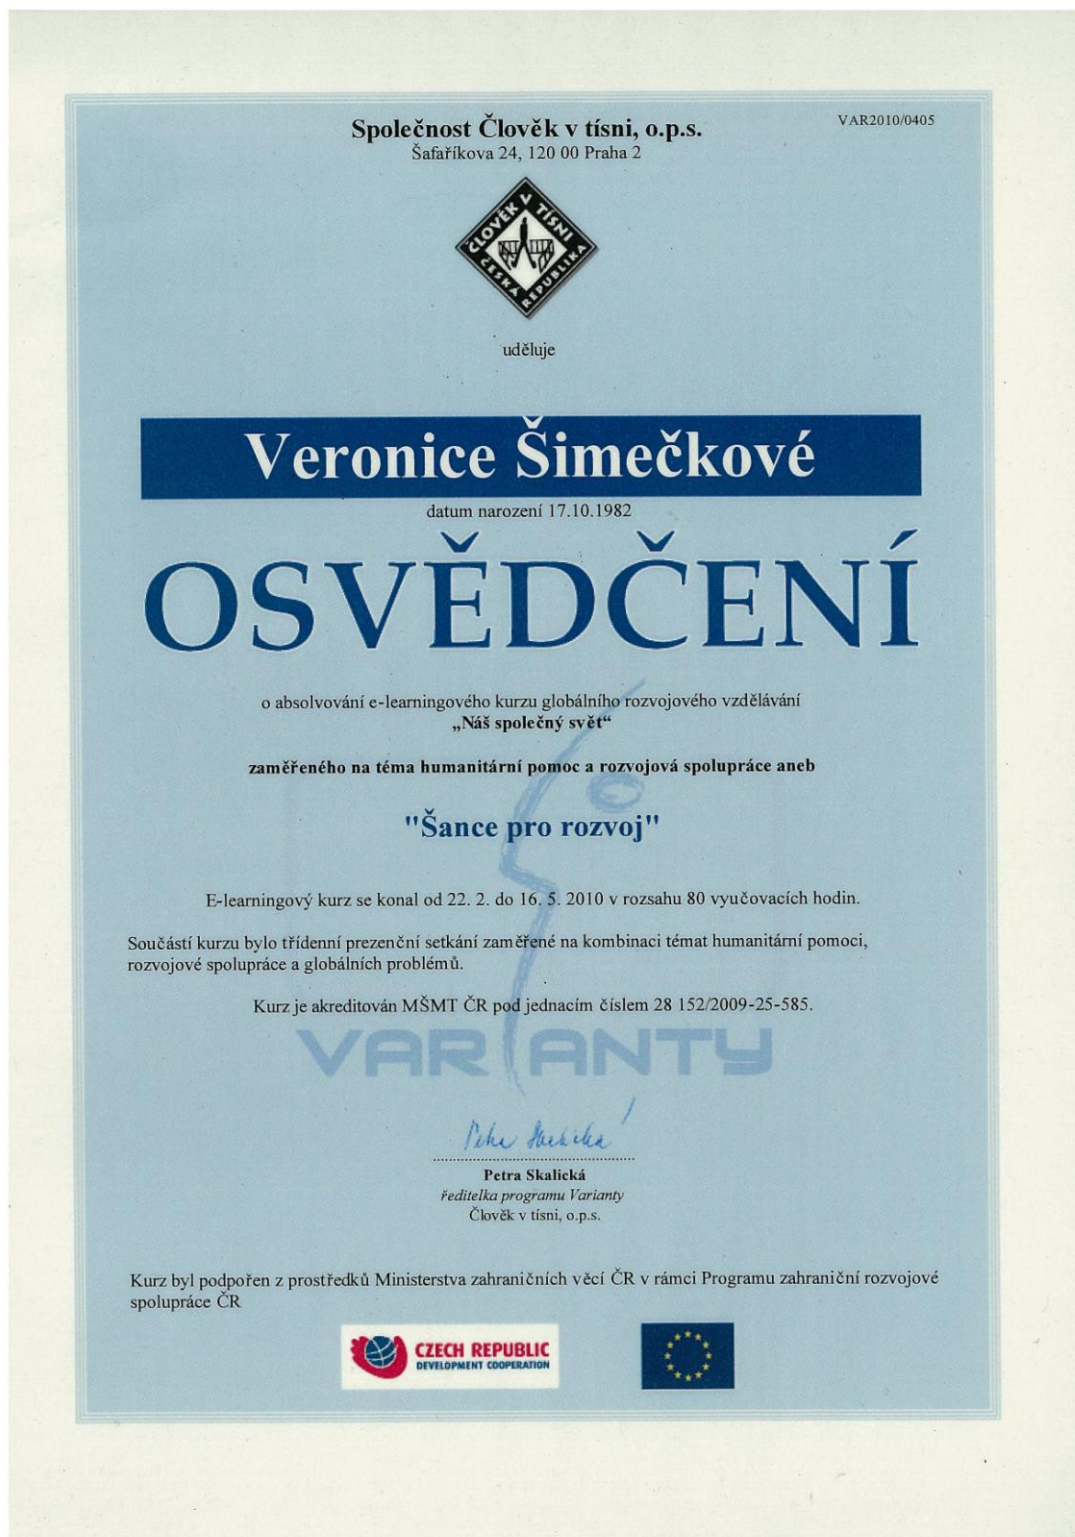 VAR2010/0405
Společnost Člověk v tísni, o.p.s.
Šafaříkova 24, 120 00 Praha 2
ČLOVĚK V TÍSNI
ČESKÁ REPUBLIKA
uděluje
Veronice Šimečkové
datum narození 17.10.1982
OSVĚDČENÍ
o absolvování e-learningového kurzu globálního rozvojového vzdělávání
„Náš společný svět“
zaměřeného na téma humanitární pomoc a rozvojová spolupráce aneb
"Šance pro rozvoj"
E-learningový kurz se konal od 22. 2. do 16. 5. 2010 v rozsahu 80 vyučovacích hodin.
Součástí kurzu bylo třídenní prezenční setkání zaměřené na kombinaci témat humanitární pomoci,
rozvojové spolupráce a globálních problémů.
Kurz je akreditován MŠMT ČR pod jednacím číslem 28 152/2009-25-585.
VARIANTY
Petra Skalická
Petra Skalická
ředitelka programu Varianty
Člověk v tísni, o.p.s.
Kurz byl podpořen z prostředků Ministerstva zahraničních věcí ČR v rámci Programu zahraniční rozvojové
spolupráce ČR
CZECH REPUBLIC
DEVELOPMENT COOPERATION